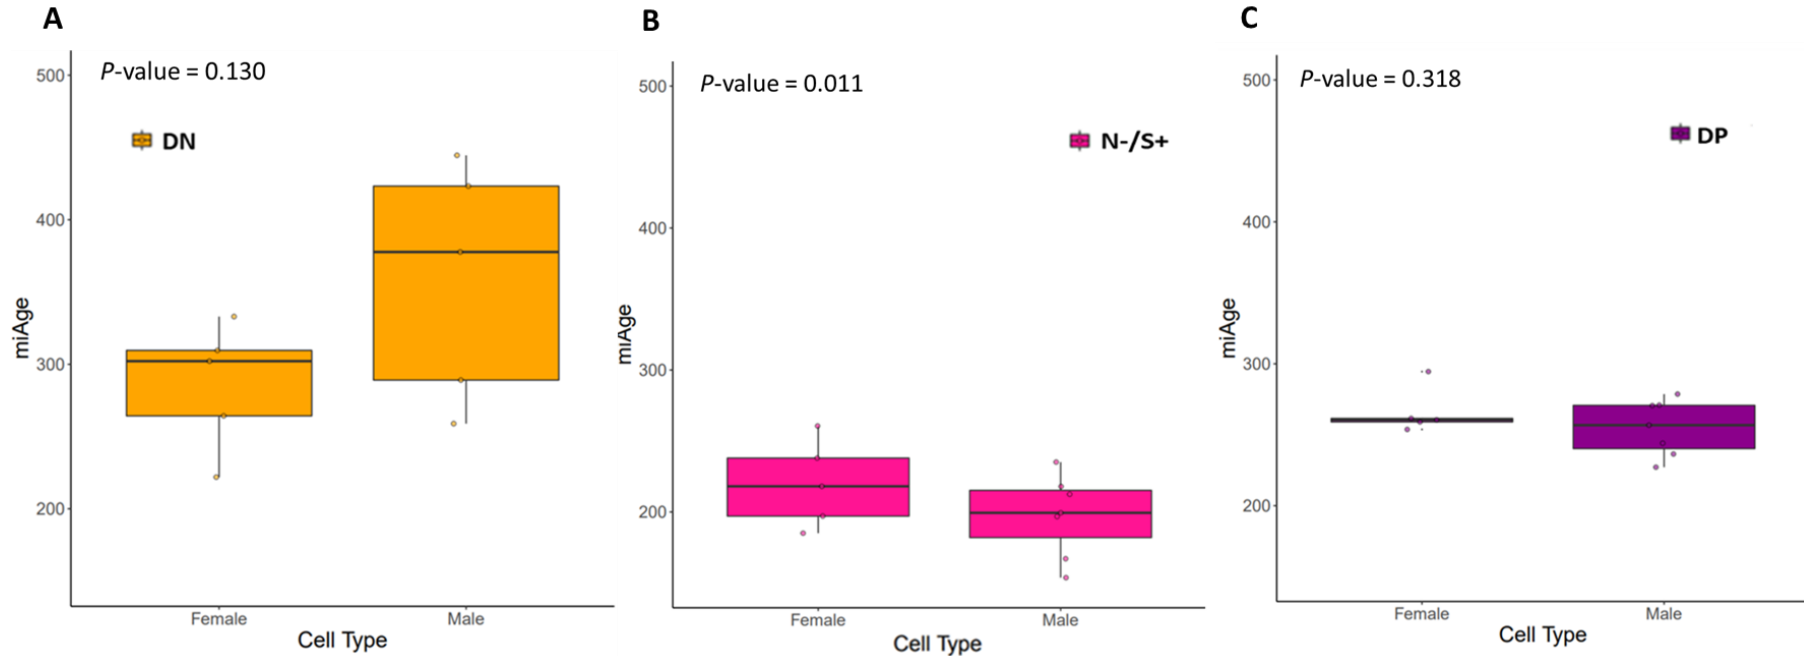 A
P-value = 0.130
DN
500
400
300
200
miAge
Female Male
Cell Type
B
P-value = 0.011
N-/S+
500
400
300
200
miAge
Female Male
Cell Type
C
P-value = 0.318
DP
500
400
300
200
miAge
Female Male
Cell Type